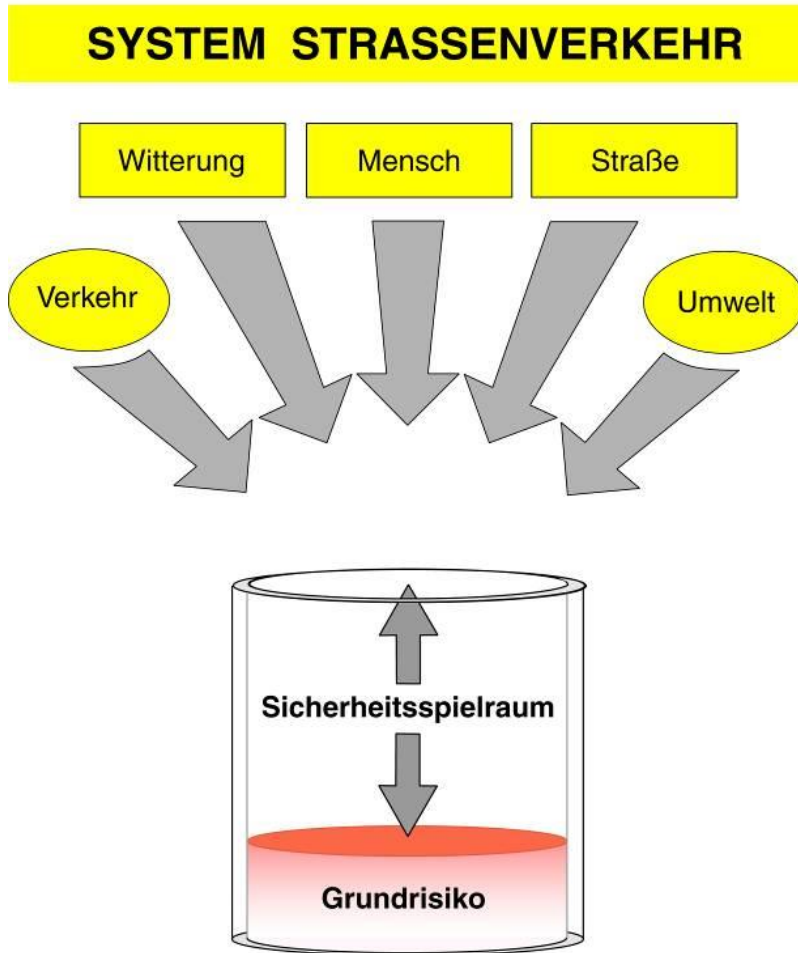 SYSTEM STRASSENVERKEHR
Witterung
Mensch
Straße
Verkehr
Umwelt
Sicherheitsspielraum
Grundrisiko